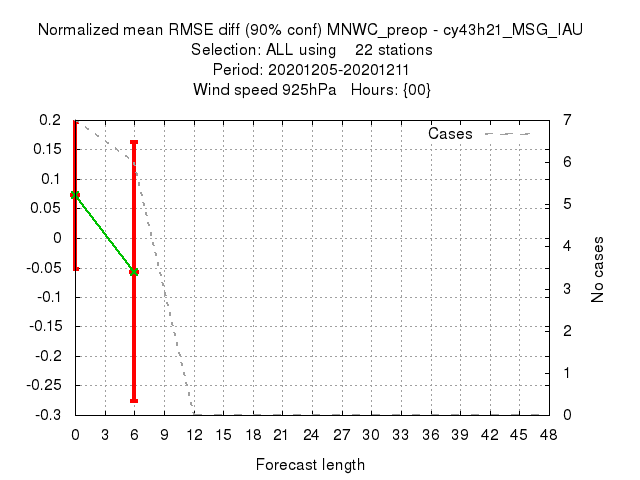 Normalized mean RMSE diff (90% conf) MNWC_preop - cy43h21_MSG_IAU
Selection: ALL using 22 stations
Period: 20201205-20201211
Wind speed 925hPa Hours: {00}
Cases
0.2
0.15
0.1
0.05
0
-0.05
-0.1
-0.15
-0.2
-0.25
-0.3
7
6
5
4
3
2
1
0
No cases
0 3 6 9 12 15 18 21 24 27 30 33 36 39 42 45 48
Forecast length